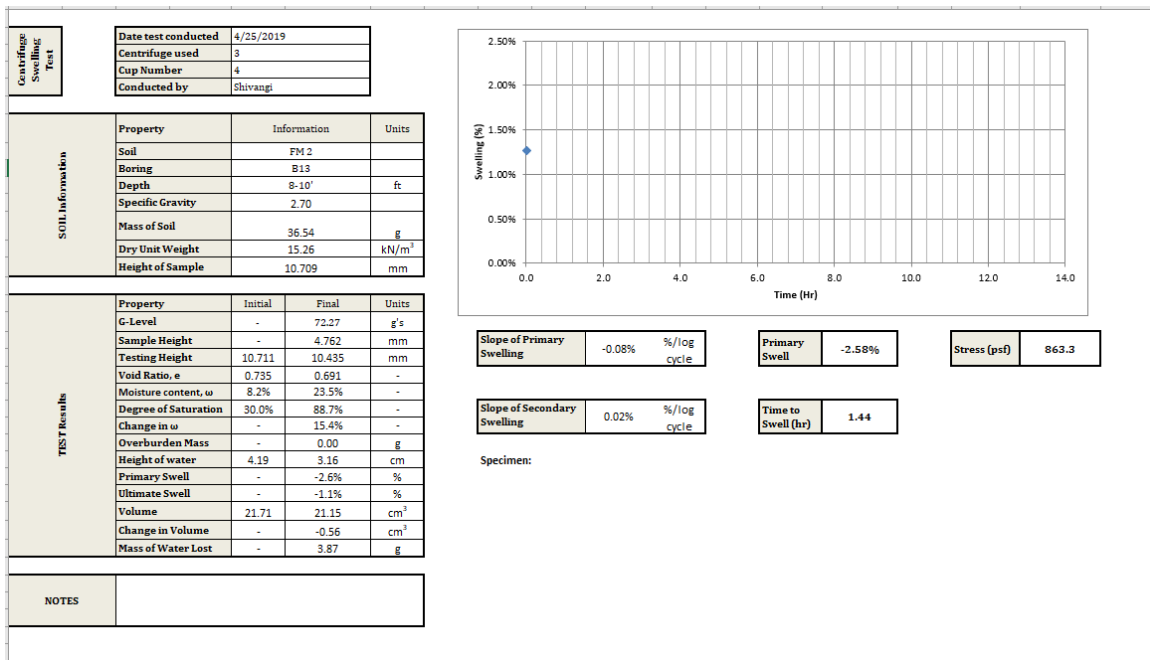 Centrifuge
Swelling
Test
Date test conducted 4/25/2019
Centrifuge used 3
Cup Number 4
Conducted by Shivangi
SOIL Information
Property Information Units
Soil FM 2
Boring B13
Depth 8-10' ft
Specific Gravity 2.70
Mass of Soil 36.54 g
Dry Unit Weight 15.26 kN/m³
Height of Sample 10.709 mm
TEST Results
Property Initial Final Units
G-Level - 72.27 g's
Sample Height - 4.762 mm
Testing Height 10.711 10.435 mm
Void Ratio, e 0.735 0.691 -
Moisture content, ω 8.2% 23.5% -
Degree of Saturation 30.0% 88.7% -
Change in ω - 15.4% -
Overburden Mass - 0.00 g
Height of water 4.19 3.16 cm
Primary Swell - -2.6% %
Ultimate Swell - -1.1% %
Volume 21.71 21.15 cm³
Change in Volume - -0.56 cm³
Mass of Water Lost - 3.87 g
NOTES
Swelling (%)
2.50%
2.00%
1.50%
1.00%
0.50%
0.00%
0.0 2.0 4.0 6.0 8.0 10.0 12.0 14.0
Time (Hr)
Slope of Primary
Swelling
-0.08%
%/log
cycle
Primary
Swell
-2.58%
Stress (psf) 863.3
Slope of Secondary
Swelling
0.02%
%/log
cycle
Time to
Swell (hr)
1.44
Specimen: